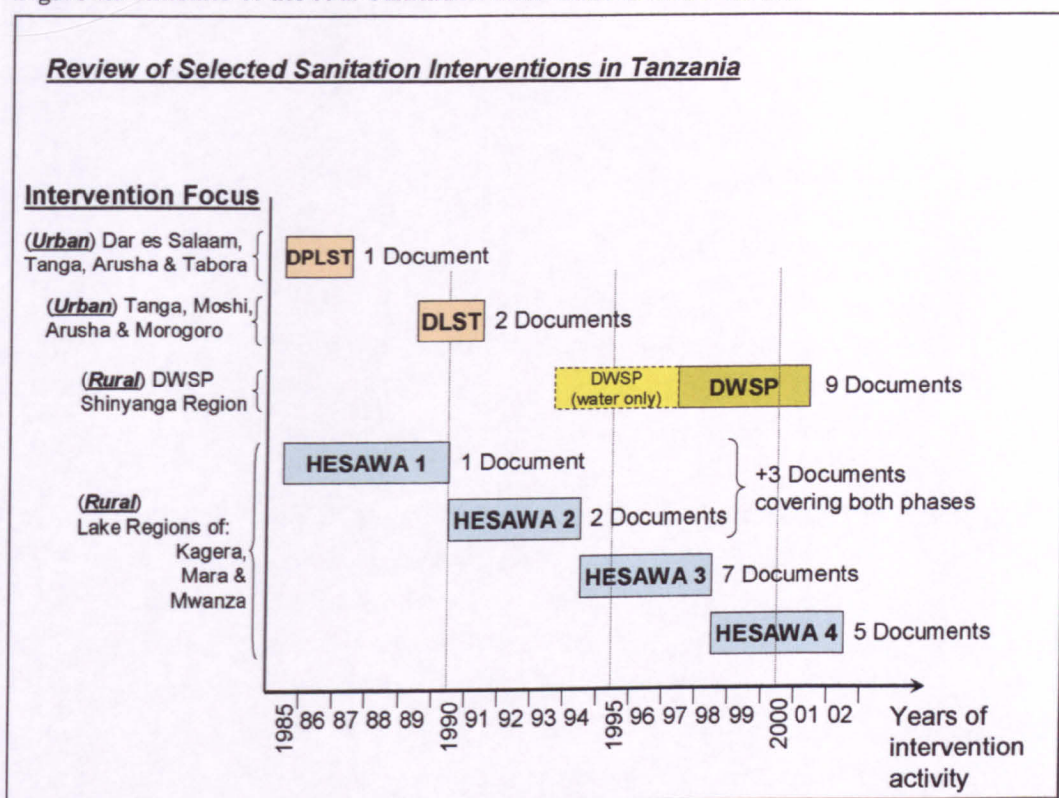 Review of Selected Sanitation Interventions in Tanzania
Intervention Focus
(Urban) Dar es Salaam,
Tanga, Arusha & Tabora
DPLST
1 Document
(Urban) Tanga, Moshi,
Arusha & Morogoro
DLST
2 Documents
(Rural) DWSP
Shinyanga Region
DWSP
(water only)
DWSP
9 Documents
HESAWA 1
1 Document
+3 Documents
covering both phases
(Rural)
Lake Regions of:
Kagera,
Mara &
Mwanza
HESAWA 2
2 Documents
HESAWA 3
7 Documents
HESAWA 4
5 Documents
1985 86 87 88 89 1990 91 92 93 94 1995 96 97 98 99 2000 01 02
Years of
intervention
activity